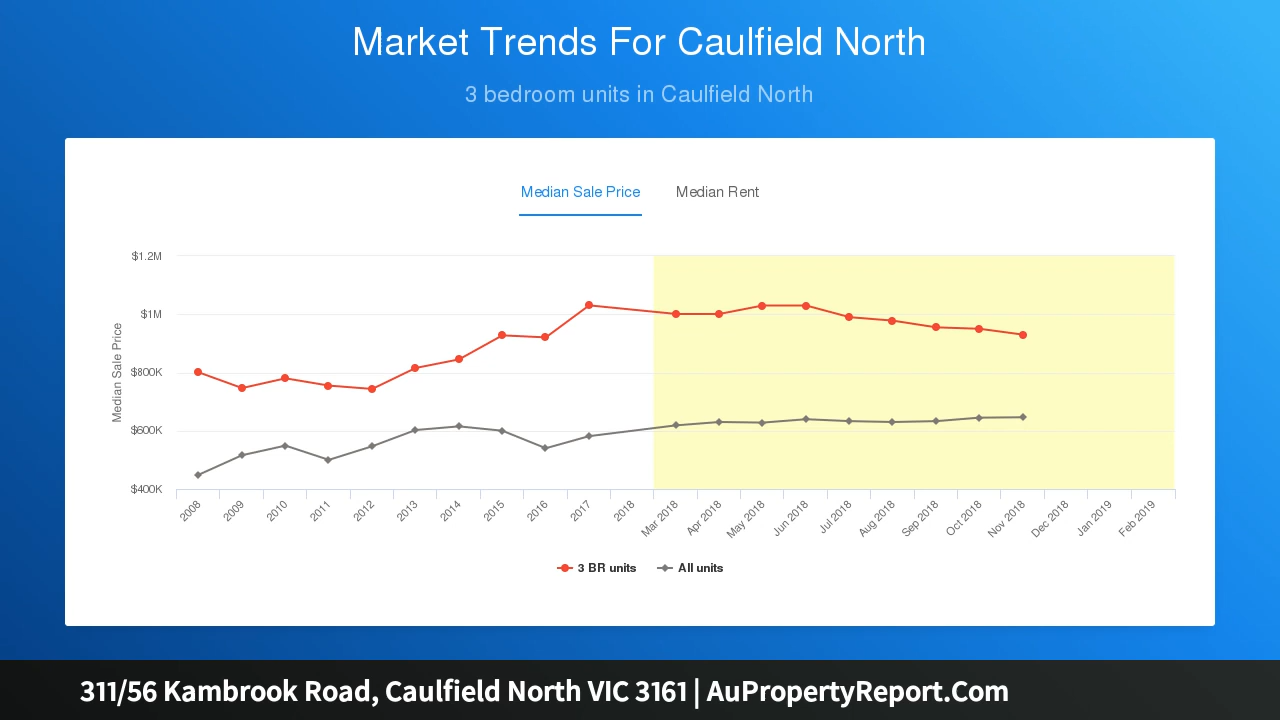 Market Trends For Caulfield North
3 bedroom units in Caulfield North
Median Sale Price
Median Rent
Median Sale Price
$1.2M
$1M
$800K
$600K
$400K
2008
2009
2010
2011
2012
2013
2014
2015
2016
2017
2018
Mar 2018
Apr 2018
May 2018
Jun 2018
Jul 2018
Aug 2018
Sep 2018
Oct 2018
Nov 2018
Dec 2018
Jan 2019
Feb 2019
3 BR units
All units
311/56 Kambrook Road, Caulfield North VIC 3161 | AuPropertyReport.Com